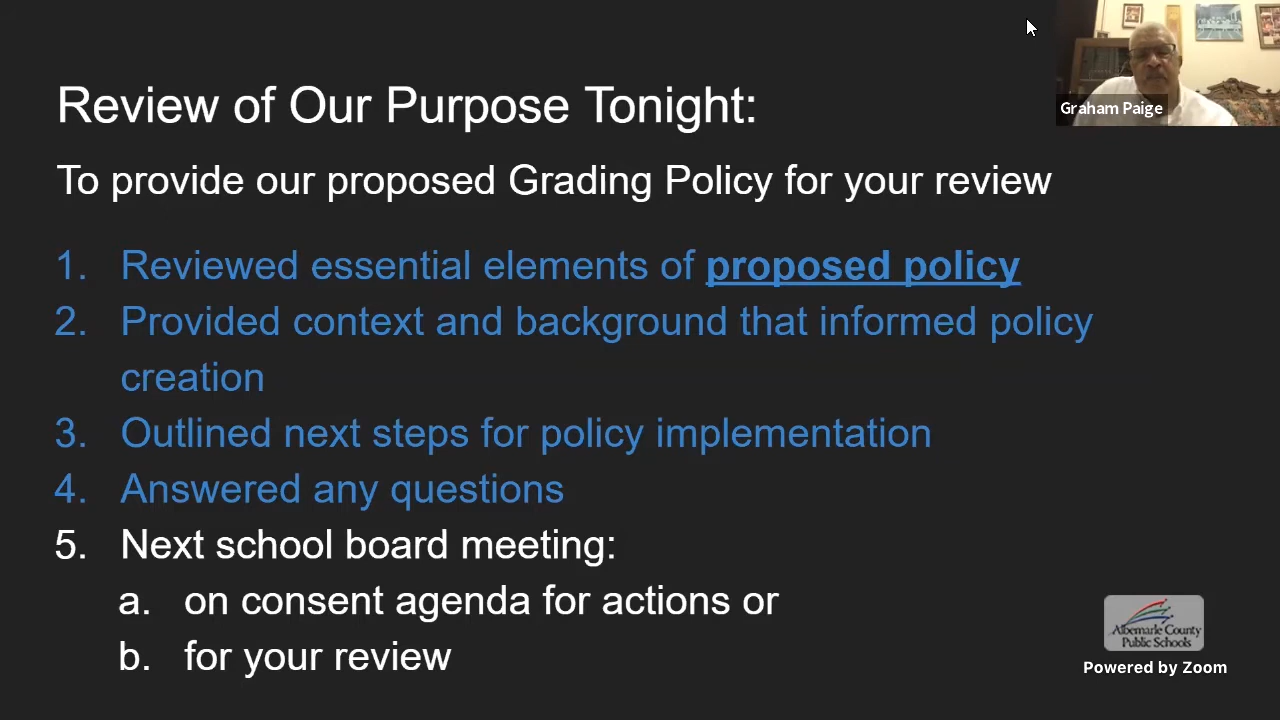 Review of Our Purpose Tonight:
Graham Paige
To provide our proposed Grading Policy for your review
1. Reviewed essential elements of proposed policy
2. Provided context and background that informed policy
creation
3. Outlined next steps for policy implementation
4. Answered any questions
5. Next school board meeting:
a. on consent agenda for actions or
b. for your review
Albemarle County
Public Schools
Powered by Zoom